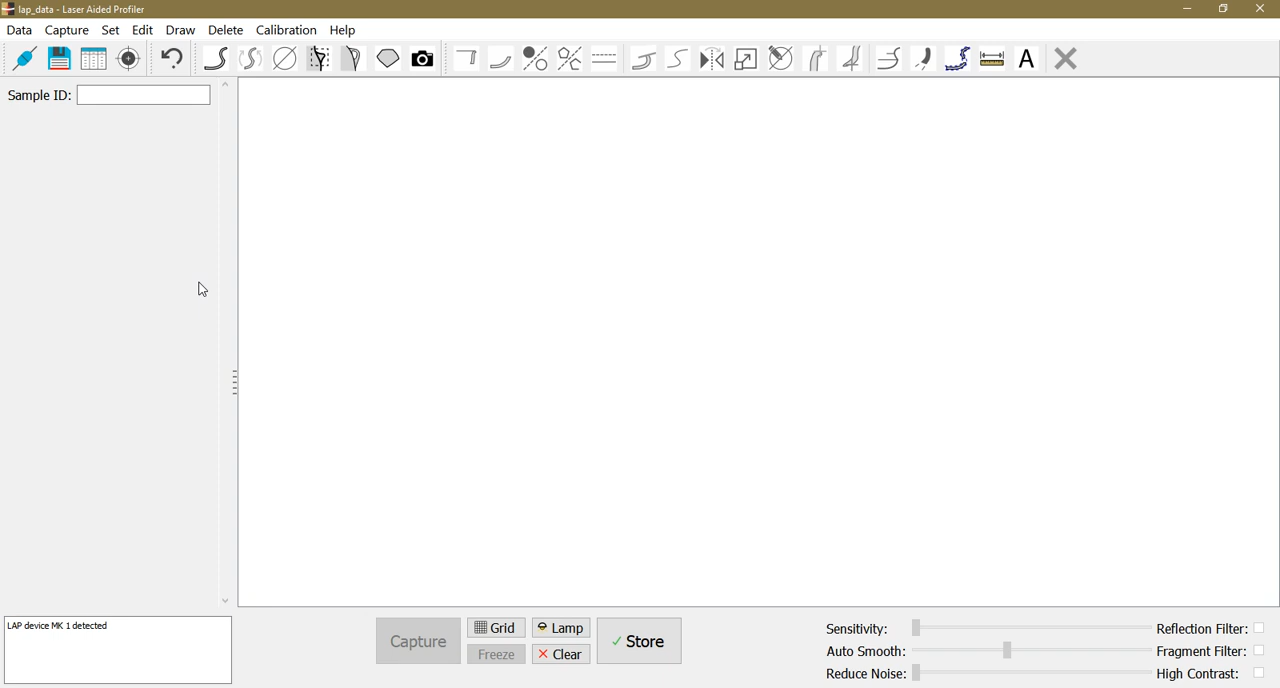 lap_data - Laser Aided Profiler
Data Capture Set Edit Draw Delete Calibration Help
A
Sample ID:
LAP device MK 1 detected
Capture
Grid
Freeze
Lamp
Clear
Store
Sensitivity:
Auto Smooth:
Reduce Noise:
Reflection Filter:
Fragment Filter:
High Contrast: